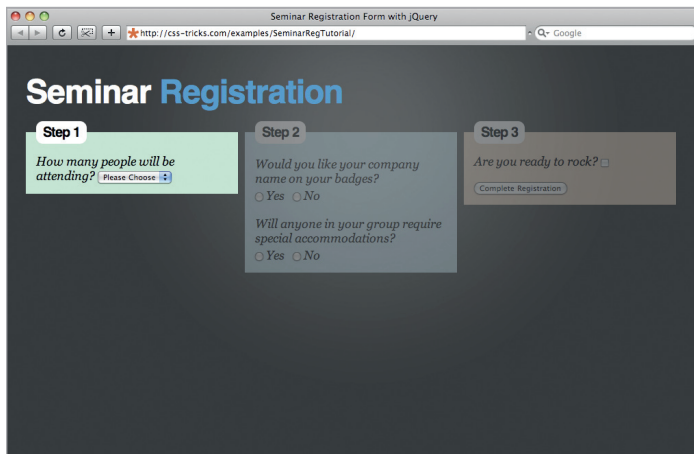 Seminar Registration Form with jQuery
http://css-tricks.com/examples/SeminarRegTutorial/
Google
Seminar Registration
Step 1
How many people will be
attending? Please Choose
Step 2
Would you like your company
name on your badges?
Yes No
Will anyone in your group require
special accommodations?
Yes No
Step 3
Are you ready to rock?
Complete Registration